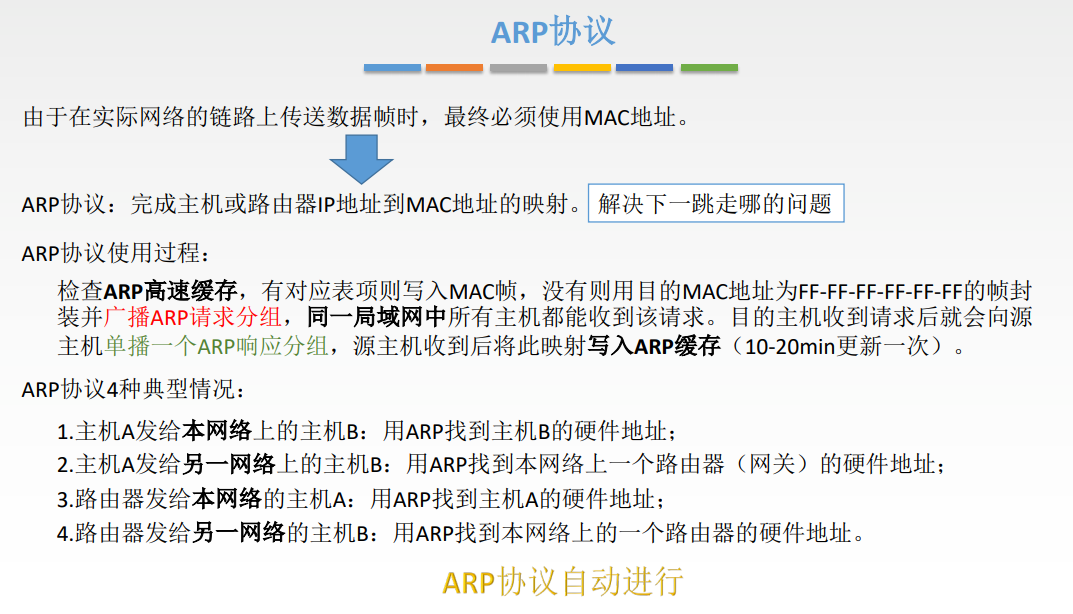 ARP协议
由于在实际网络的链路上传送数据帧时，最终必须使用MAC地址。
ARP协议：完成主机或路由器IP地址到MAC地址的映射。 解决下一跳走哪的问题
ARP协议使用过程：
检查ARP高速缓存，有对应表项则写入MAC帧，没有则用目的MAC地址为FF-FF-FF-FF-FF-FF的帧封
装并广播ARP请求分组，同一局域网中所有主机都能收到该请求。目的主机收到请求后就会向源
主机单播一个ARP响应分组，源主机收到后将此映射写入ARP缓存（10-20min更新一次）。
ARP协议4种典型情况：
1.主机A发给本网络上的主机B：用ARP找到主机B的硬件地址；
2.主机A发给另一网络上的主机B：用ARP找到本网络上一个路由器（网关）的硬件地址；
3.路由器发给本网络的主机A：用ARP找到主机A的硬件地址；
4.路由器发给另一网络的主机B：用ARP找到本网络上的一个路由器的硬件地址。
ARP协议自动进行